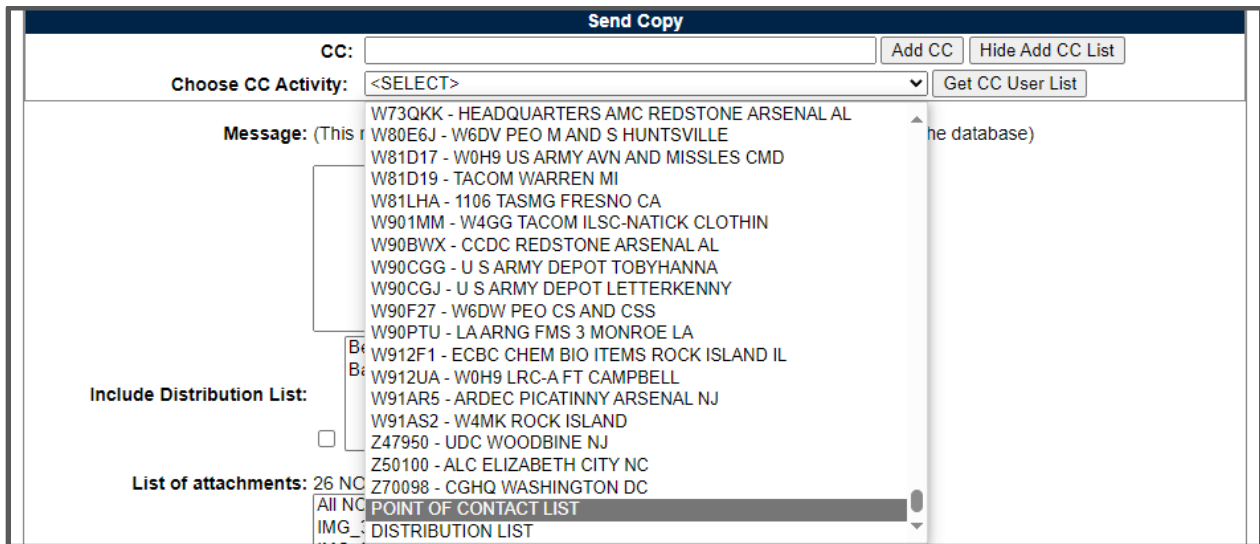 Send Copy
CC: Add CC Hide Add CC List
Choose CC Activity: <SELECT> Get CC User List
W73QKK - HEADQUARTERS AMC REDSTONE ARSENAL AL
Message: (This W80E6J - W6DV PEO M AND S HUNTSVILLE he database)
W81D17 - W0H9 US ARMY AVN AND MISSLES CMD
W81D19 - TACOM WARREN MI
W81LHA - 1106 TASMG FRESNO CA
W901MM - W4GG TACOM ILSC-NATICK CLOTHIN
W90BWX - CCDC REDSTONE ARSENAL AL
W90CGG - U S ARMY DEPOT TOBYHANNA
W90CGJ - U S ARMY DEPOT LETTERKENNY
W90F27 - W6DW PEO CS AND CSS
W90PTU - LA ARNG FMS 3 MONROE LA
W912F1 - ECBC CHEM BIO ITEMS ROCK ISLAND IL
W912UA - W0H9 LRC-A FT CAMPBELL
Include Distribution List: W91AR5 - ARDEC PICATINNY ARSENAL NJ
W91AS2 - W4MK ROCK ISLAND
Z47950 - UDC WOODBINE NJ
Z50100 - ALC ELIZABETH CITY NC
List of attachments: 26 NO Z70098 - CGHQ WASHINGTON DC
All NO POINT OF CONTACT LIST
IMG_ DISTRIBUTION LIST